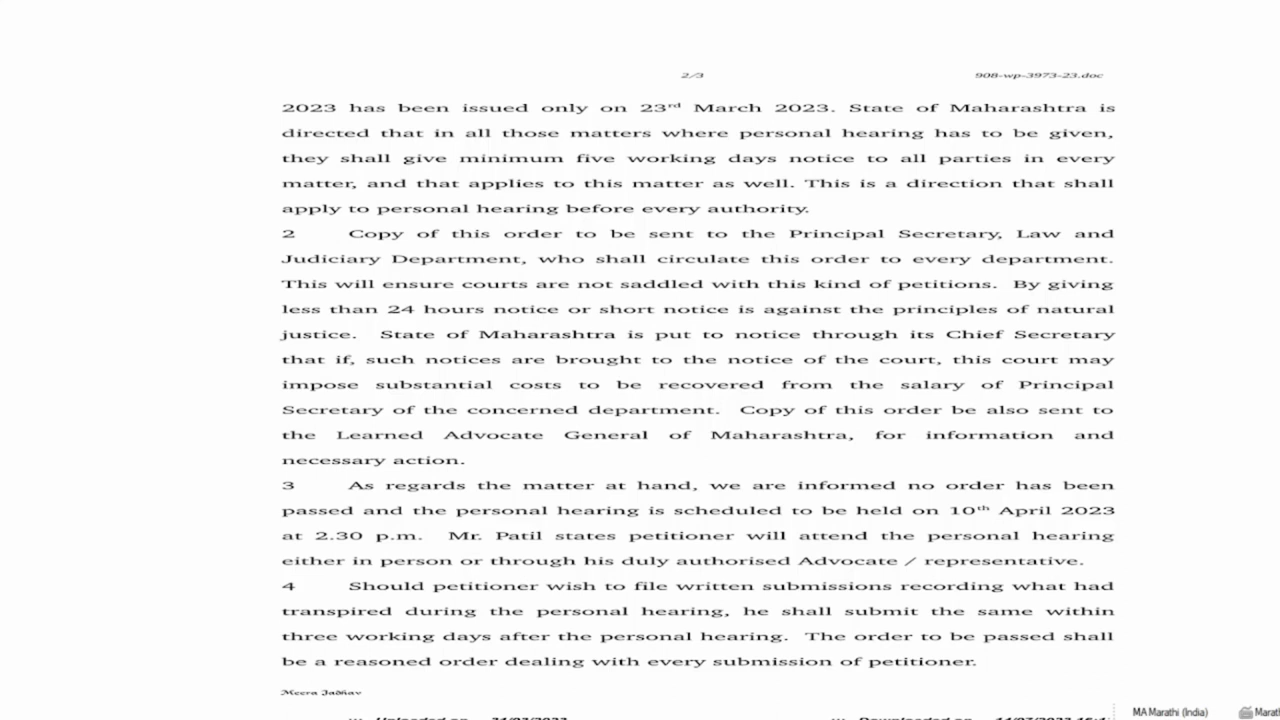 2/3 908-wp-3973-23.doc
2023 has been issued only on 23rd March 2023. State of Maharashtra is
directed that in all those matters where personal hearing has to be given,
they shall give minimum five working days notice to all parties in every
matter, and that applies to this matter as well. This is a direction that shall
apply to personal hearing before every authority.
2 Copy of this order to be sent to the Principal Secretary, Law and
Judiciary Department, who shall circulate this order to every department.
This will ensure courts are not saddled with this kind of petitions. By giving
less than 24 hours notice or short notice is against the principles of natural
justice. State of Maharashtra is put to notice through its Chief Secretary
that if, such notices are brought to the notice of the court, this court may
impose substantial costs to be recovered from the salary of Principal
Secretary of the concerned department. Copy of this order be also sent to
the Learned Advocate General of Maharashtra, for information and
necessary action.
3 As regards the matter at hand, we are informed no order has been
passed and the personal hearing is scheduled to be held on 10th April 2023
at 2.30 p.m. Mr. Patil states petitioner will attend the personal hearing
either in person or through his duly authorised Advocate / representative.
4 Should petitioner wish to file written submissions recording what had
transpired during the personal hearing, he shall submit the same within
three working days after the personal hearing. The order to be passed shall
be a reasoned order dealing with every submission of petitioner.
Meera Jadhav
MA Marathi (India)